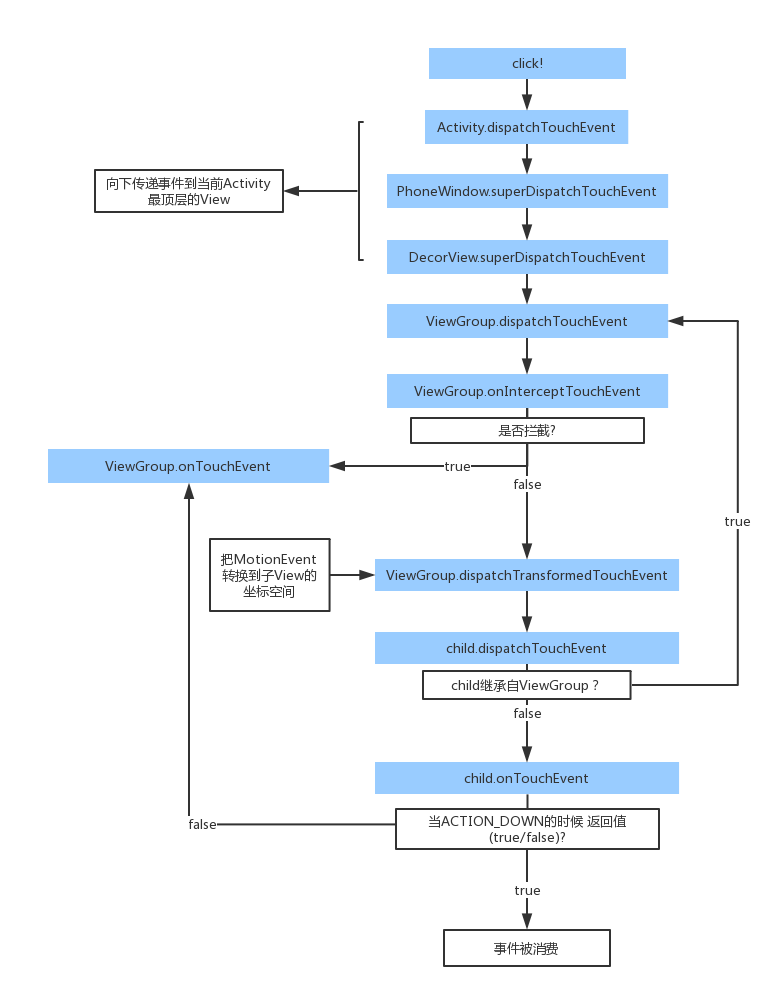 click!
Activity.dispatchTouchEvent
向下传递事件到当前Activity
最顶层的View
PhoneWindow.superDispatchTouchEvent
DecorView.superDispatchTouchEvent
ViewGroup.dispatchTouchEvent
ViewGroup.onInterceptTouchEvent
是否拦截?
ViewGroup.onTouchEvent
true
false
true
把MotionEvent
转换到子View的
坐标空间
ViewGroup.dispatchTransformedTouchEvent
child.dispatchTouchEvent
child继承自ViewGroup ?
false
child.onTouchEvent
当ACTION_DOWN的时候 返回值
(true/false)?
false
true
事件被消费